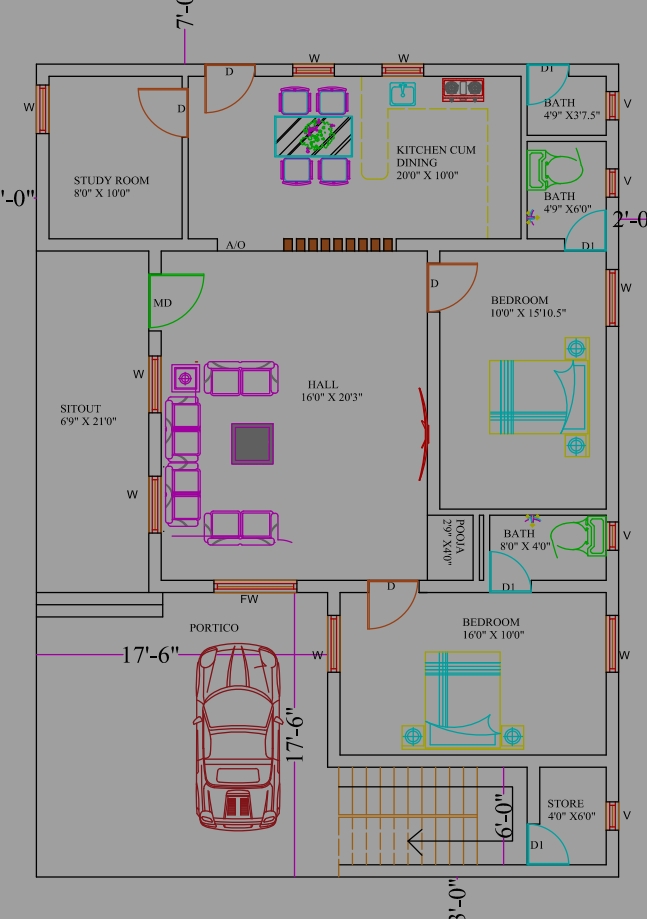 7'-0
W
W
D
D1
W
D
BATH
4'9" X3'7.5"
V
KITCHEN CUM
DINING
20'0" X 10'0"
STUDY ROOM
8'0" X 10'0"
V
'-0"
BATH
4'9" X6'0"
2'-0
A/O
D1
D
W
MD
BEDROOM
10'0" X 15'10.5"
W
HALL
16'0" X 20'3"
SITOUT
6'9" X 21'0"
W
POOJA
2'9" X4'0"
BATH
8'0" X 4'0"
V
D
D1
FW
PORTICO
BEDROOM
16'0" X 10'0"
17'-6"
W
W
17'-6"
6'-0"
STORE
4'0" X6'0"
V
D1